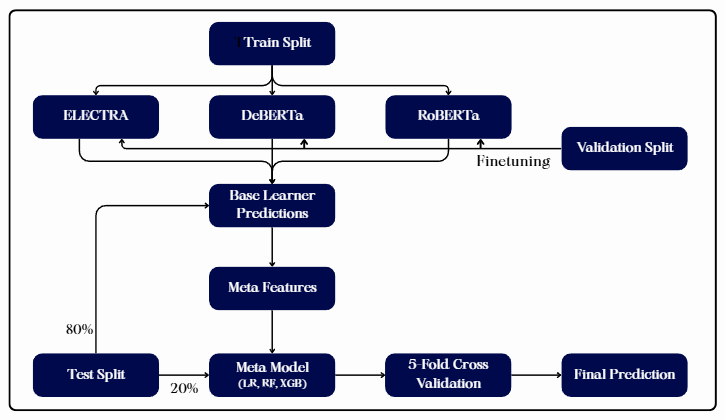 Train Split
ELECTRA
DeBERTa
RoBERTa
Validation Split
Finetuning
Base Learner
Predictions
Meta Features
80%
Test Split
20%
Meta Model
(LR, RF, XGB)
5-Fold Cross
Validation
Final Prediction